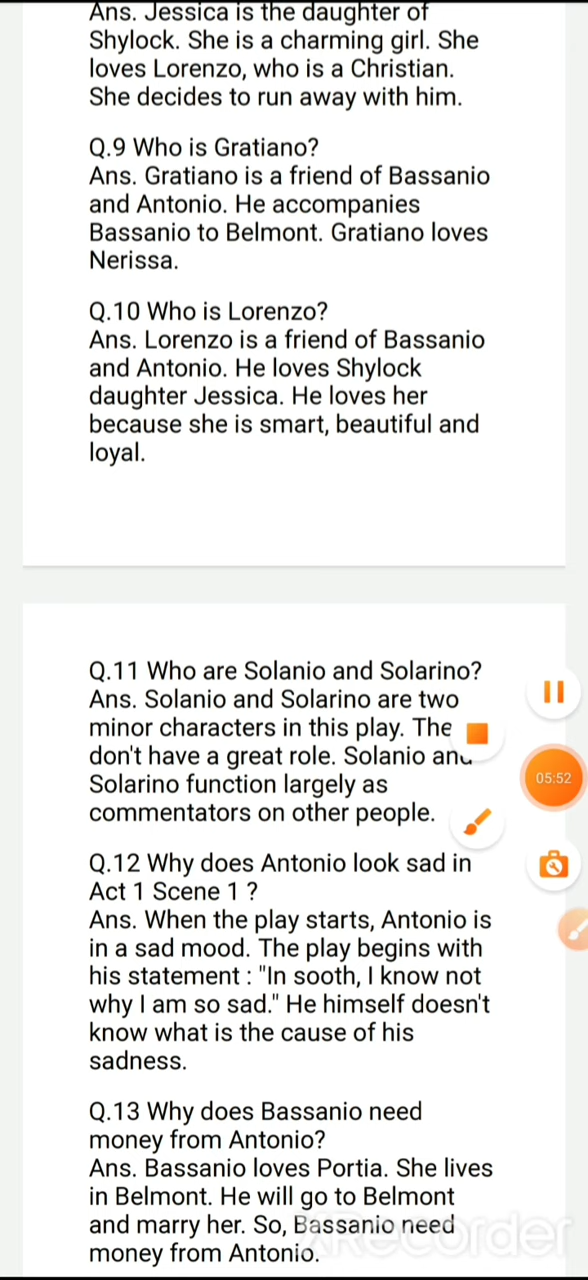 Ans. Jessica is the daughter of
Shylock. She is a charming girl. She
loves Lorenzo, who is a Christian.
She decides to run away with him.
Q.9 Who is Gratiano?
Ans. Gratiano is a friend of Bassanio
and Antonio. He accompanies
Bassanio to Belmont. Gratiano loves
Nerissa.
Q.10 Who is Lorenzo?
Ans. Lorenzo is a friend of Bassanio
and Antonio. He loves Shylock
daughter Jessica. He loves her
because she is smart, beautiful and
loyal.
Q.11 Who are Solanio and Solarino?
Ans. Solanio and Solarino are two
minor characters in this play. The
don't have a great role. Solanio and
Solarino function largely as
commentators on other people.
05:52
Q.12 Why does Antonio look sad in
Act 1 Scene 1 ?
Ans. When the play starts, Antonio is
in a sad mood. The play begins with
his statement : "In sooth, I know not
why I am so sad." He himself doesn't
know what is the cause of his
sadness.
Q.13 Why does Bassanio need
money from Antonio?
Ans. Bassanio loves Portia. She lives
in Belmont. He will go to Belmont
and marry her. So, Bassanio need
money from Antonio.
XRecorder